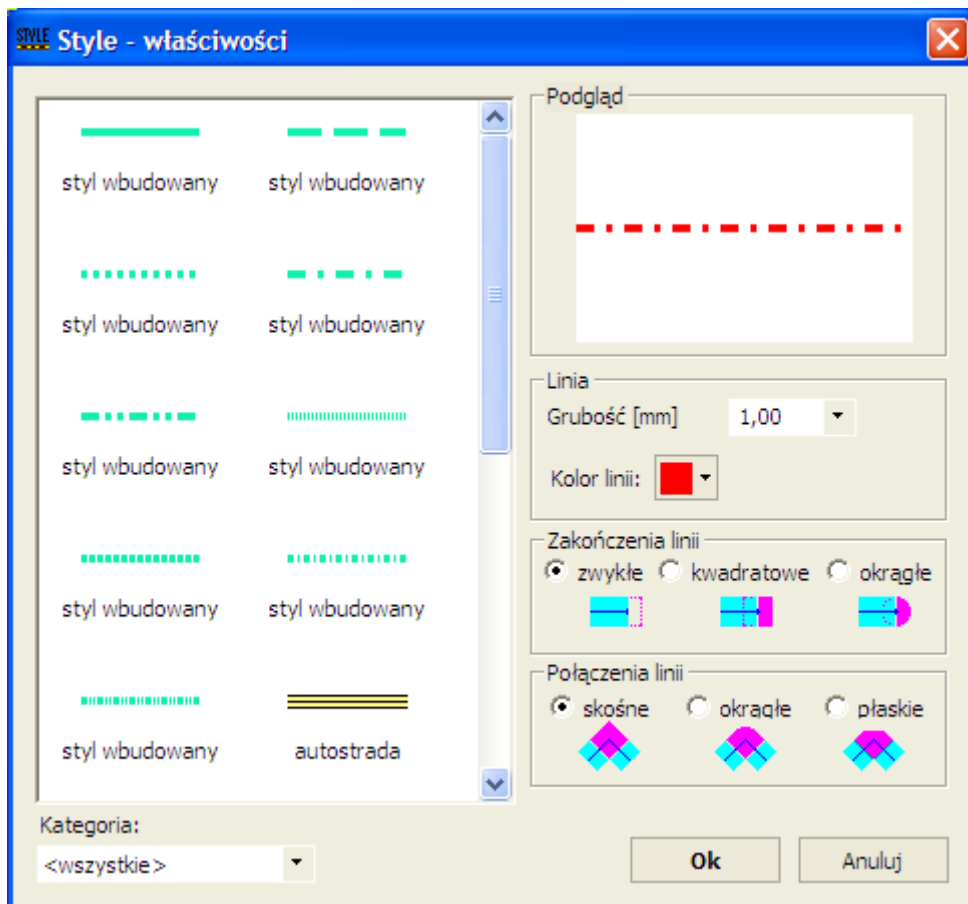 STYLE Style - właściwości
styl wbudowany styl wbudowany
styl wbudowany styl wbudowany
styl wbudowany styl wbudowany
styl wbudowany styl wbudowany
styl wbudowany autostrada
Kategoria:
<wszystkie>
Podgląd
Linia
Grubość [mm] 1,00
Kolor linii:
Zakończenia linii
zwykłe kwadratowe okrągłe
Połączenia linii
skośne okrągłe płaskie
Ok Anuluj